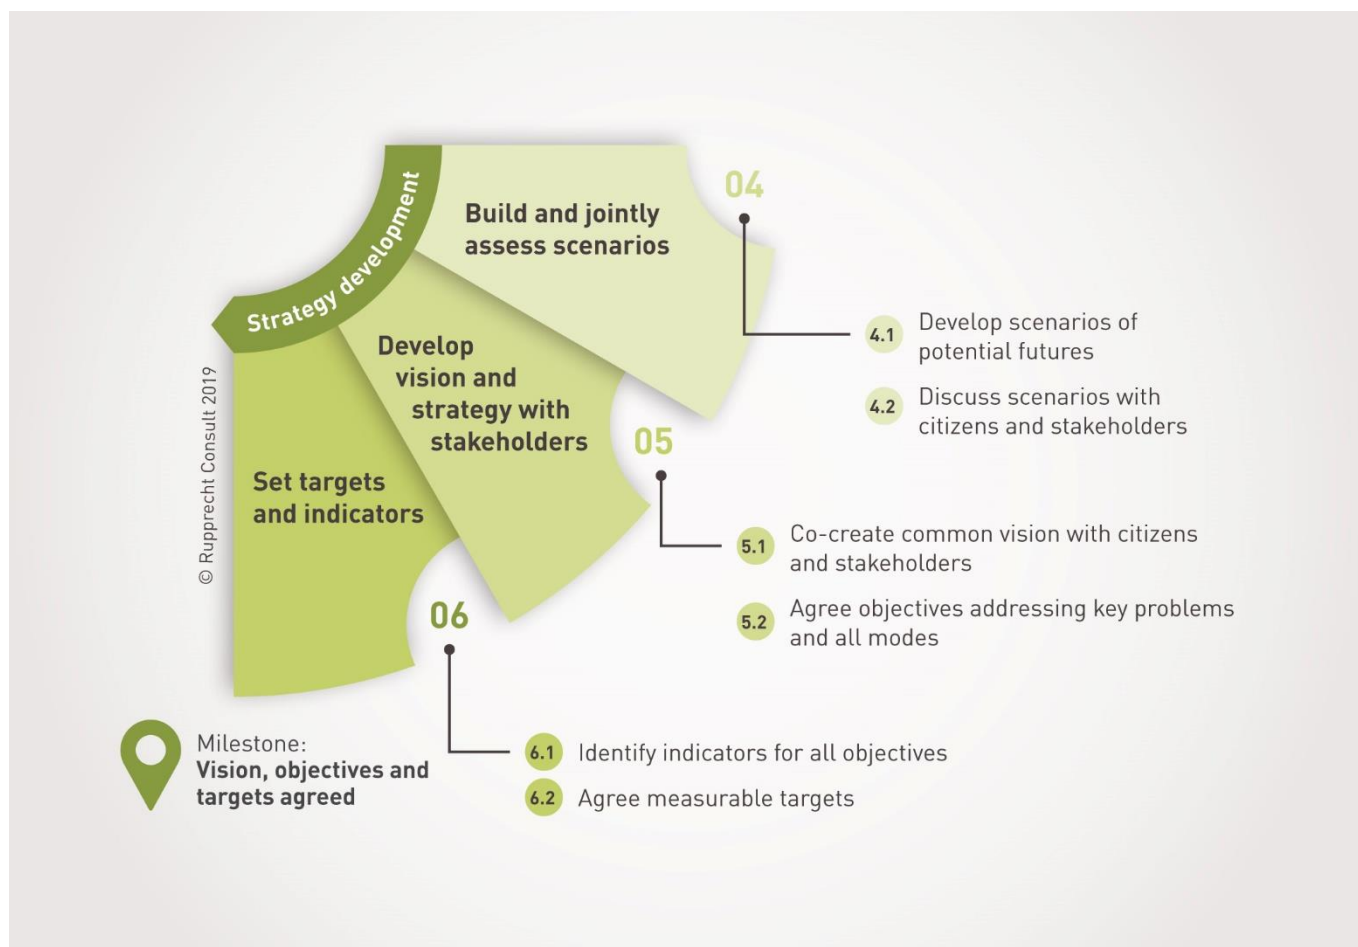 Strategy development
Build and jointly
assess scenarios
04
4.1
Develop scenarios of
potential futures
4.2
Discuss scenarios with
citizens and stakeholders
Develop
vision and
strategy with
stakeholders
05
5.1
Co-create common vision with citizens
and stakeholders
5.2
Agree objectives addressing key problems
and all modes
Set targets
and indicators
06
6.1
Identify indicators for all objectives
6.2
Agree measurable targets
Milestone:
Vision, objectives and
targets agreed
© Rupprecht Consult 2019